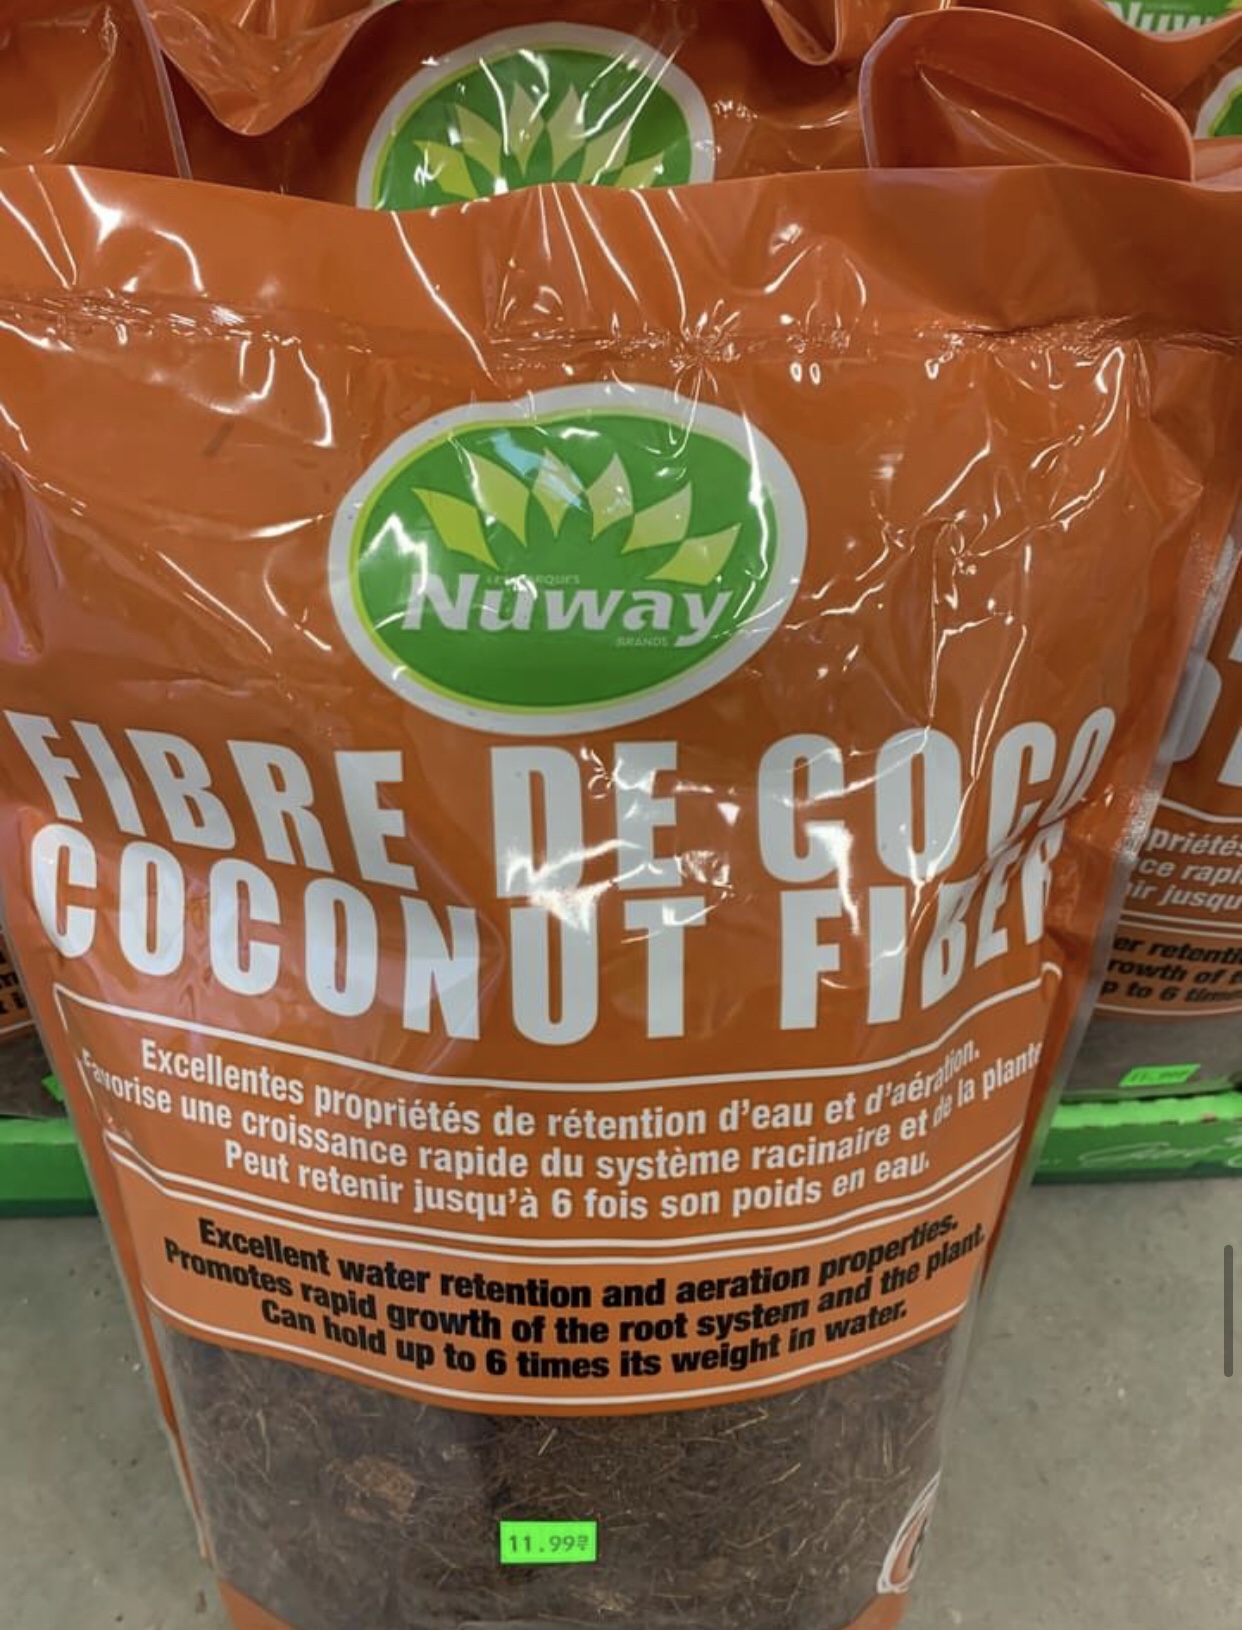 LES MARQUES
Nuway
BRANDS
FIBRE DE COCO
COCONUT FIBER
Excellentes propriétés de rétention d'eau et d'aération.
Favorise une croissance rapide du système racinaire et de la plante
Peut retenir jusqu'à 6 fois son poids en eau.
Excellent water retention and aeration properties.
Promotes rapid growth of the root system and the plant.
Can hold up to 6 times its weight in water.
11.99